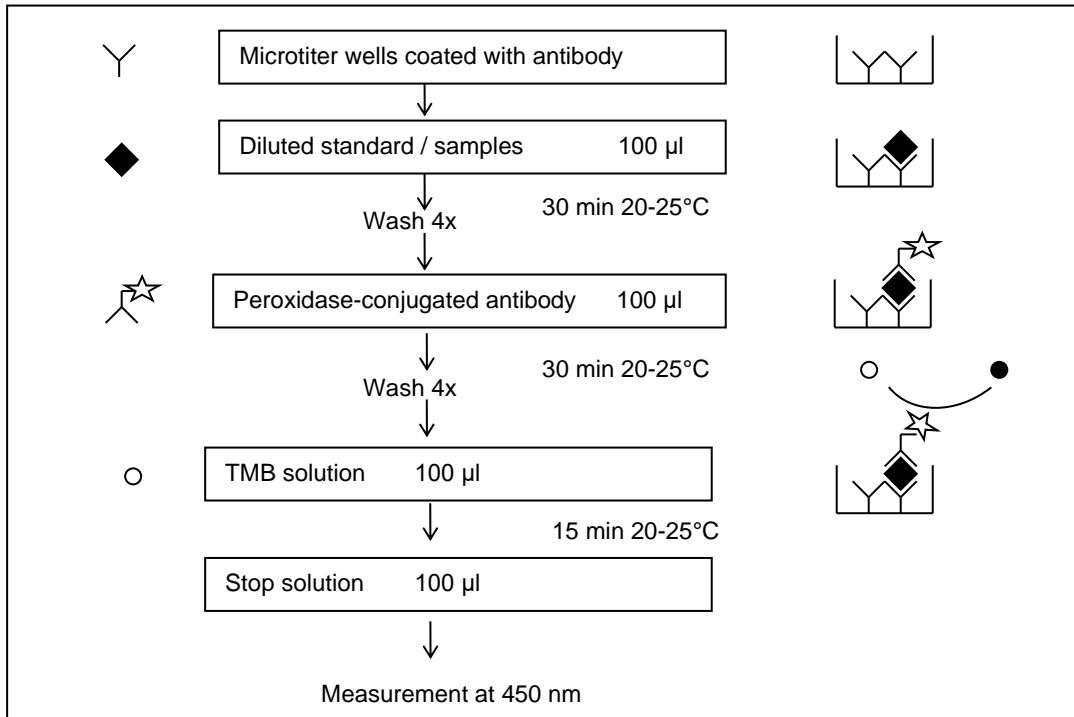 Microtiter wells coated with antibody
Diluted standard / samples 100 µl
30 min 20-25°C
Wash 4x
Peroxidase-conjugated antibody 100 µl
30 min 20-25°C
Wash 4x
TMB solution 100 µl
15 min 20-25°C
Stop solution 100 µl
Measurement at 450 nm